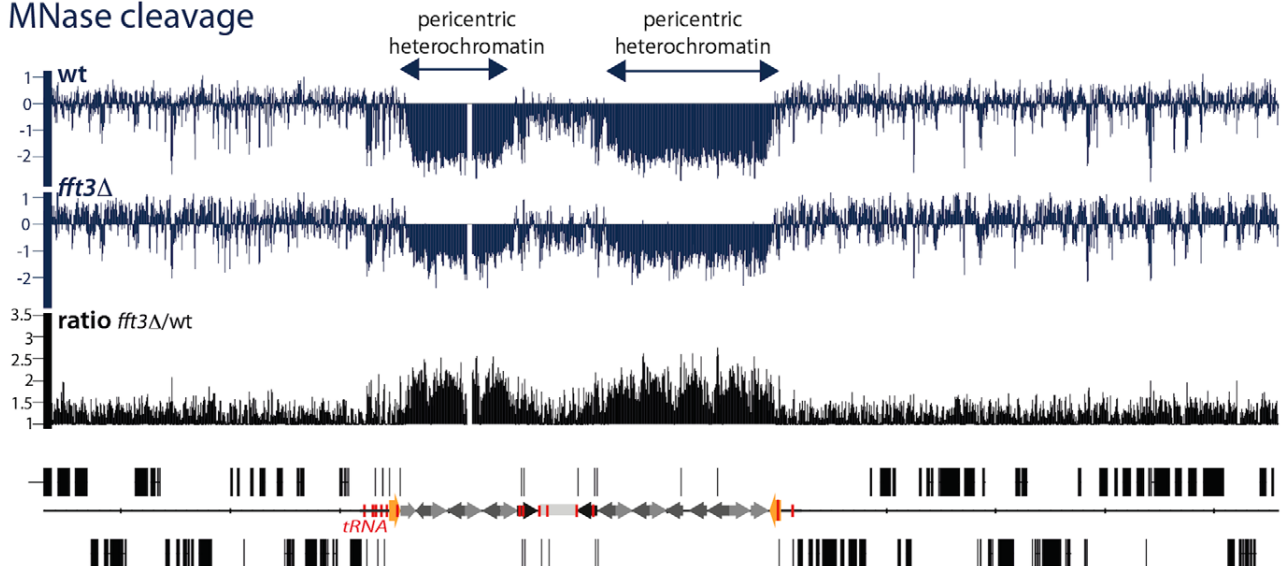 MNase cleavage
pericentric
heterochromatin
pericentric
heterochromatin
wt
1
0
-1
-2
fft3Δ
1
0
-1
-2
ratio fft3Δ/wt
3.5
3
2.5
2
1.5
1
tRNA